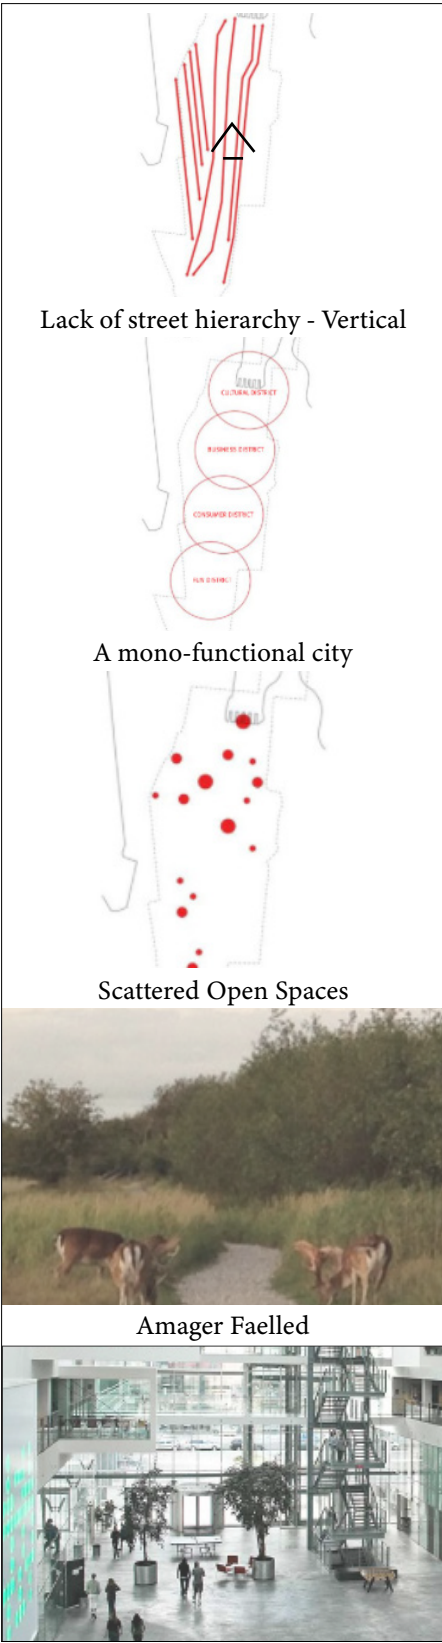 Lack of street hierarchy - Vertical
CULTURAL DISTRICT
BUSINESS DISTRICT
CONSUMER DISTRICT
FUN DISTRICT
A mono-functional city
Scattered Open Spaces
Amager Faelled